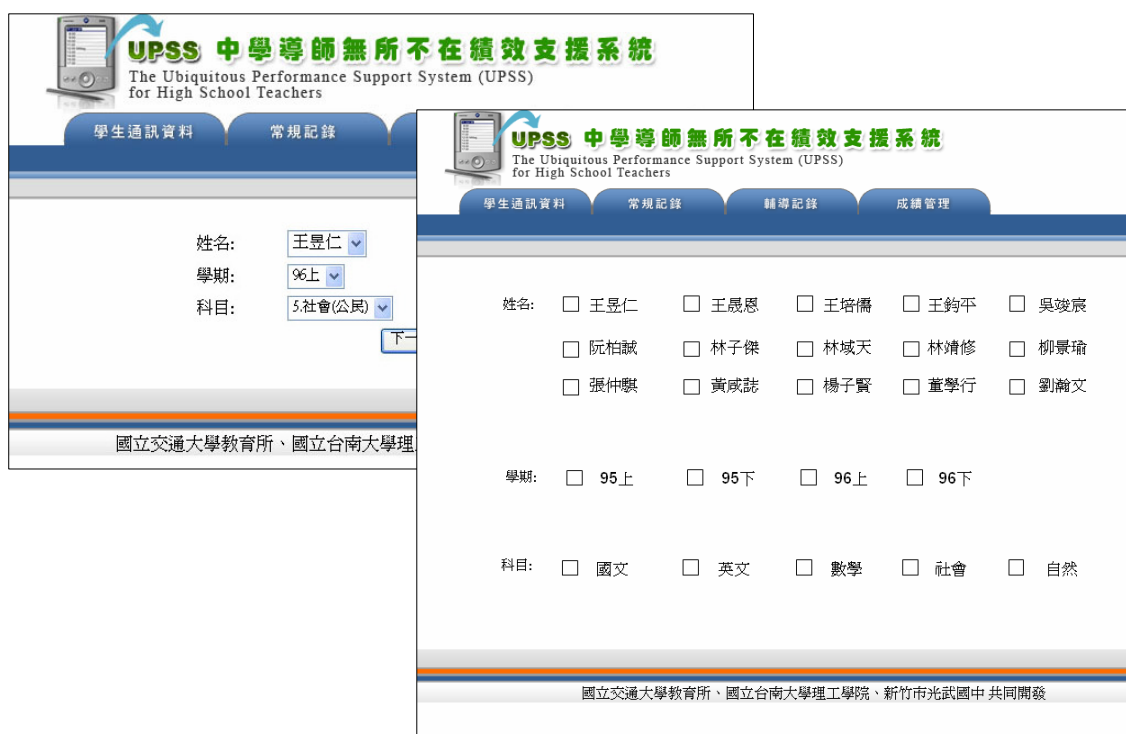 UPSS 中學導師無所不在績效支援系統
The Ubiquitous Performance Support System (UPSS)
for High School Teachers
學生通訊資料 常規記錄
姓名: 王昱仁
學期: 96上
科目: 5.社會(公民)
下一
國立交通大學教育所、國立台南大學理
UPSS 中學導師無所不在績效支援系統
The Ubiquitous Performance Support System (UPSS)
for High School Teachers
學生通訊資料 常規記錄 輔導記錄 成績管理
姓名: 王昱仁 王晟恩 王培儒 王鈞平 吳竣宸
阮柏誠 林子傑 林域天 林靖修 柳景瑜
張仲騏 黃咸誌 楊子賢 董學行 劉瀚文
學期: 95上 95下 96上 96下
科目: 國文 英文 數學 社會 自然
國立交通大學教育所、國立台南大學理工學院、新竹市光武國中 共同開發